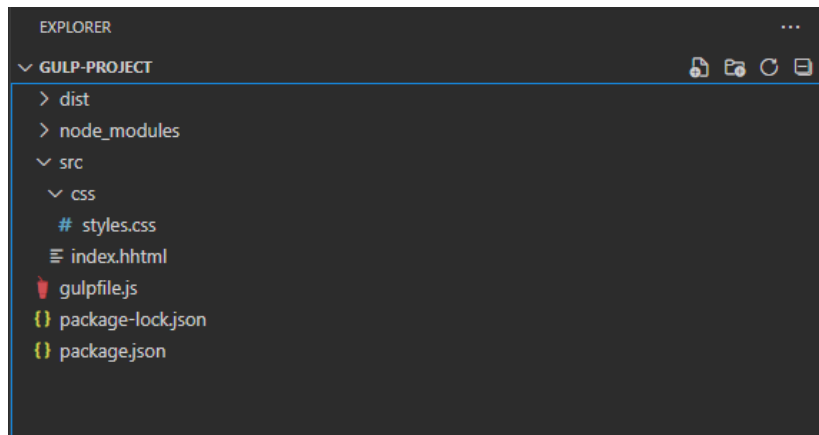 EXPLORER
GULP-PROJECT
dist
node_modules
src
css
styles.css
index.hhtml
gulpfile.js
package-lock.json
package.json